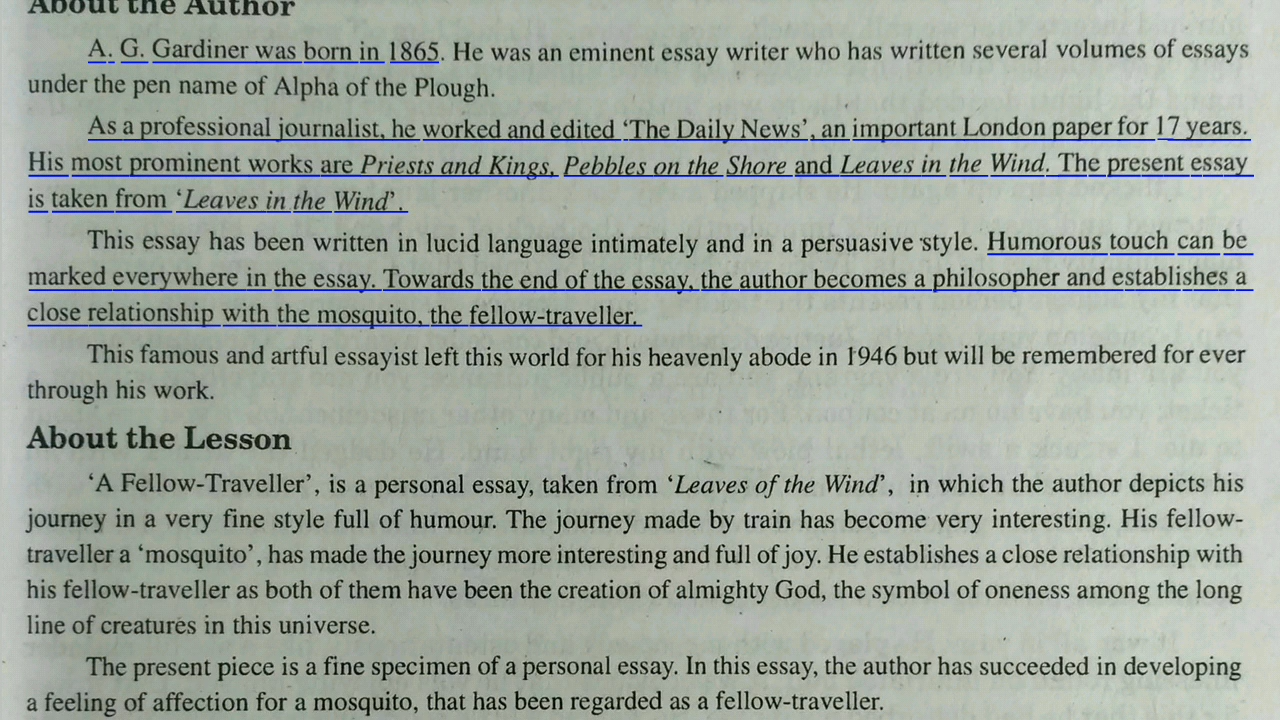 About the Author
A. G. Gardiner was born in 1865. He was an eminent essay writer who has written several volumes of essays
under the pen name of Alpha of the Plough.
As a professional journalist, he worked and edited ‘The Daily News’, an important London paper for 17 years.
His most prominent works are Priests and Kings, Pebbles on the Shore and Leaves in the Wind. The present essay
is taken from ‘Leaves in the Wind’.
This essay has been written in lucid language intimately and in a persuasive style. Humorous touch can be
marked everywhere in the essay. Towards the end of the essay, the author becomes a philosopher and establishes a
close relationship with the mosquito, the fellow-traveller.
This famous and artful essayist left this world for his heavenly abode in 1946 but will be remembered for ever
through his work.
About the Lesson
‘A Fellow-Traveller’, is a personal essay, taken from ‘Leaves of the Wind’, in which the author depicts his
journey in a very fine style full of humour. The journey made by train has become very interesting. His fellow-
traveller a ‘mosquito’, has made the journey more interesting and full of joy. He establishes a close relationship with
his fellow-traveller as both of them have been the creation of almighty God, the symbol of oneness among the long
line of creatures in this universe.
The present piece is a fine specimen of a personal essay. In this essay, the author has succeeded in developing
a feeling of affection for a mosquito, that has been regarded as a fellow-traveller.